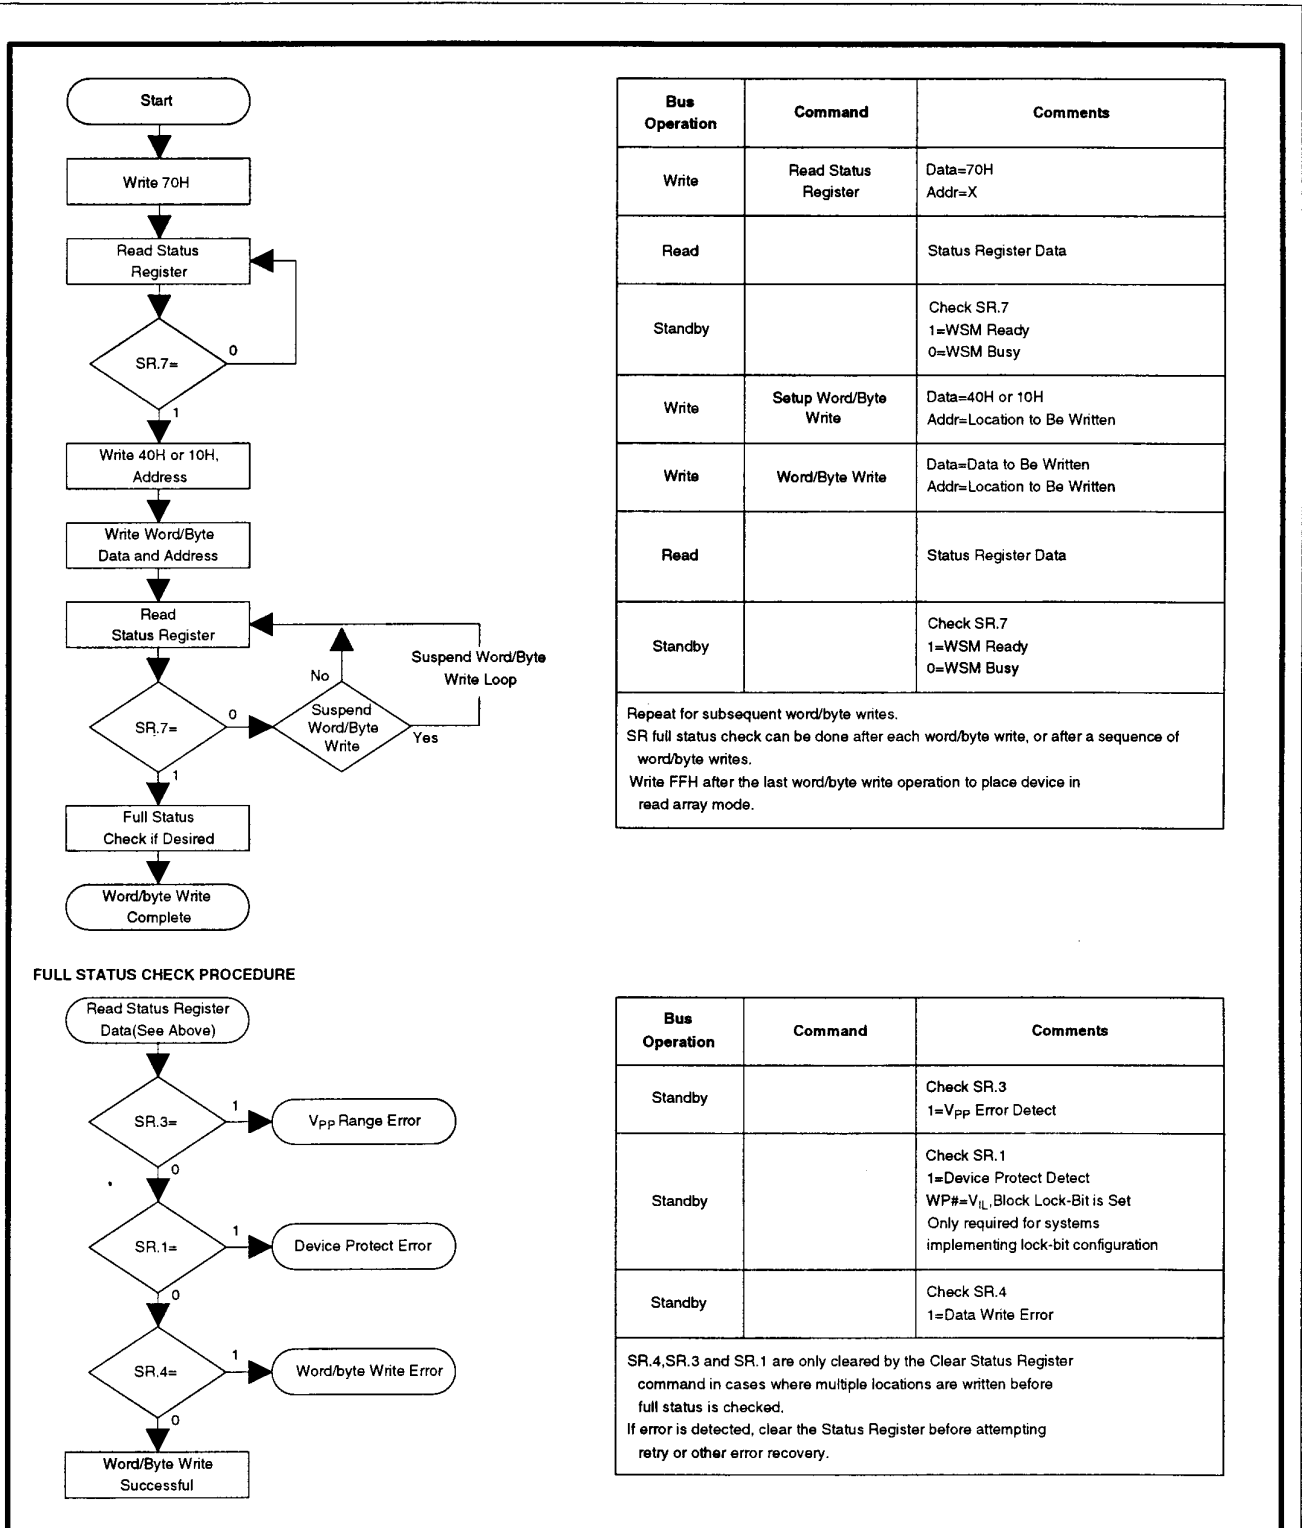 Start
Write 70H
Read Status
Register
SR.7=
0
1
Write 40H or 10H,
Address
Write Word/Byte
Data and Address
Read
Status Register
SR.7=
0
1
Suspend
Word/Byte
Write
No
Yes
Suspend Word/Byte
Write Loop
Full Status
Check if Desired
Word/byte Write
Complete
Bus
Operation
Command
Comments
Write
Read Status
Register
Data=70H
Addr=X
Read
Status Register Data
Standby
Check SR.7
1=WSM Ready
0=WSM Busy
Write
Setup Word/Byte
Write
Data=40H or 10H
Addr=Location to Be Written
Write
Word/Byte Write
Data=Data to Be Written
Addr=Location to Be Written
Read
Status Register Data
Standby
Check SR.7
1=WSM Ready
0=WSM Busy
Repeat for subsequent word/byte writes.
SR full status check can be done after each word/byte write, or after a sequence of
word/byte writes.
Write FFH after the last word/byte write operation to place device in
read array mode.
FULL STATUS CHECK PROCEDURE
Read Status Register
Data(See Above)
SR.3=
1
VPP Range Error
0
SR.1=
1
Device Protect Error
0
SR.4=
1
Word/byte Write Error
0
Word/Byte Write
Successful
Bus
Operation
Command
Comments
Standby
Check SR.3
1=VPP Error Detect
Standby
Check SR.1
1=Device Protect Detect
WP#=VIL,Block Lock-Bit is Set
Only required for systems
implementing lock-bit configuration
Standby
Check SR.4
1=Data Write Error
SR.4,SR.3 and SR.1 are only cleared by the Clear Status Register
command in cases where multiple locations are written before
full status is checked.
If error is detected, clear the Status Register before attempting
retry or other error recovery.